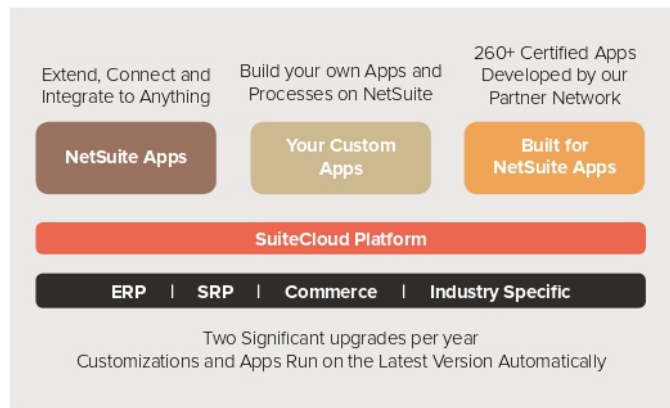 Extend, Connect and
Integrate to Anything
Build your own Apps and
Processes on NetSuite
260+ Certified Apps
Developed by our
Partner Network
NetSuite Apps
Your Custom
Apps
Built for
NetSuite Apps
SuiteCloud Platform
ERP | SRP | Commerce | Industry Specific
Two Significant upgrades per year
Customizations and Apps Run on the Latest Version Automatically